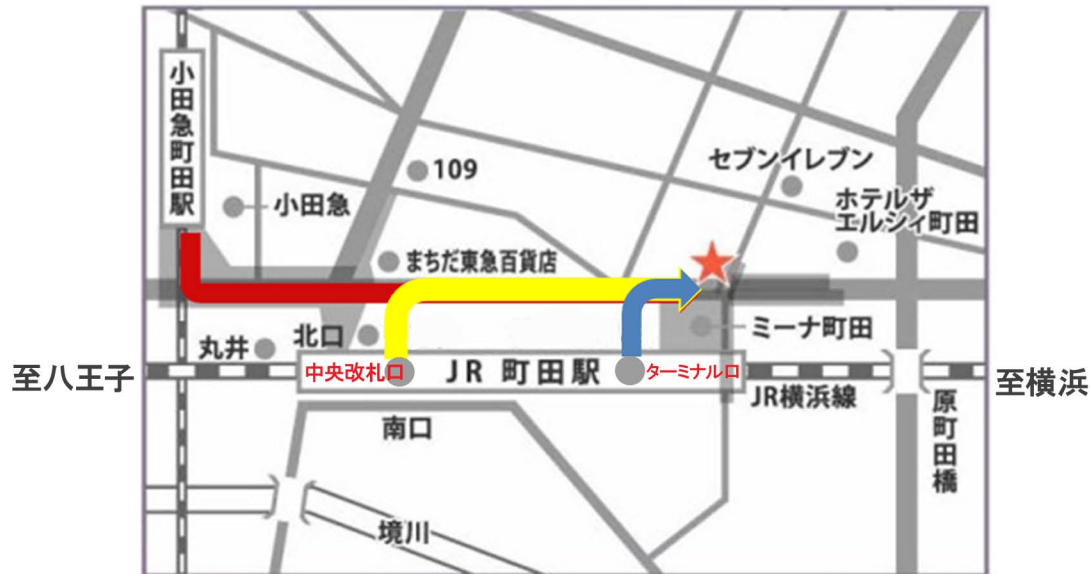 小田急町田駅
109
小田急
セブンイレブン
ホテルザ
エルシィ町田
まちだ東急百貨店
丸井
北口
ミーナ町田
至八王子
中央改札口
JR 町田駅
ターミナル口
至横浜
JR横浜線
原町田橋
南口
境川